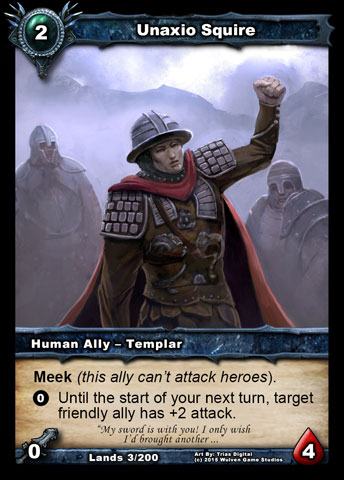 2
Unaxio Squire
Human Ally – Templar
Meek (this ally can't attack heroes).
0 Until the start of your next turn, target
friendly ally has +2 attack.
"My sword is with you! I only wish
I'd brought another ..."
0
Lands 3/200
Art By: Trias Digital
(c) 2015 Wulven Game Studios
4